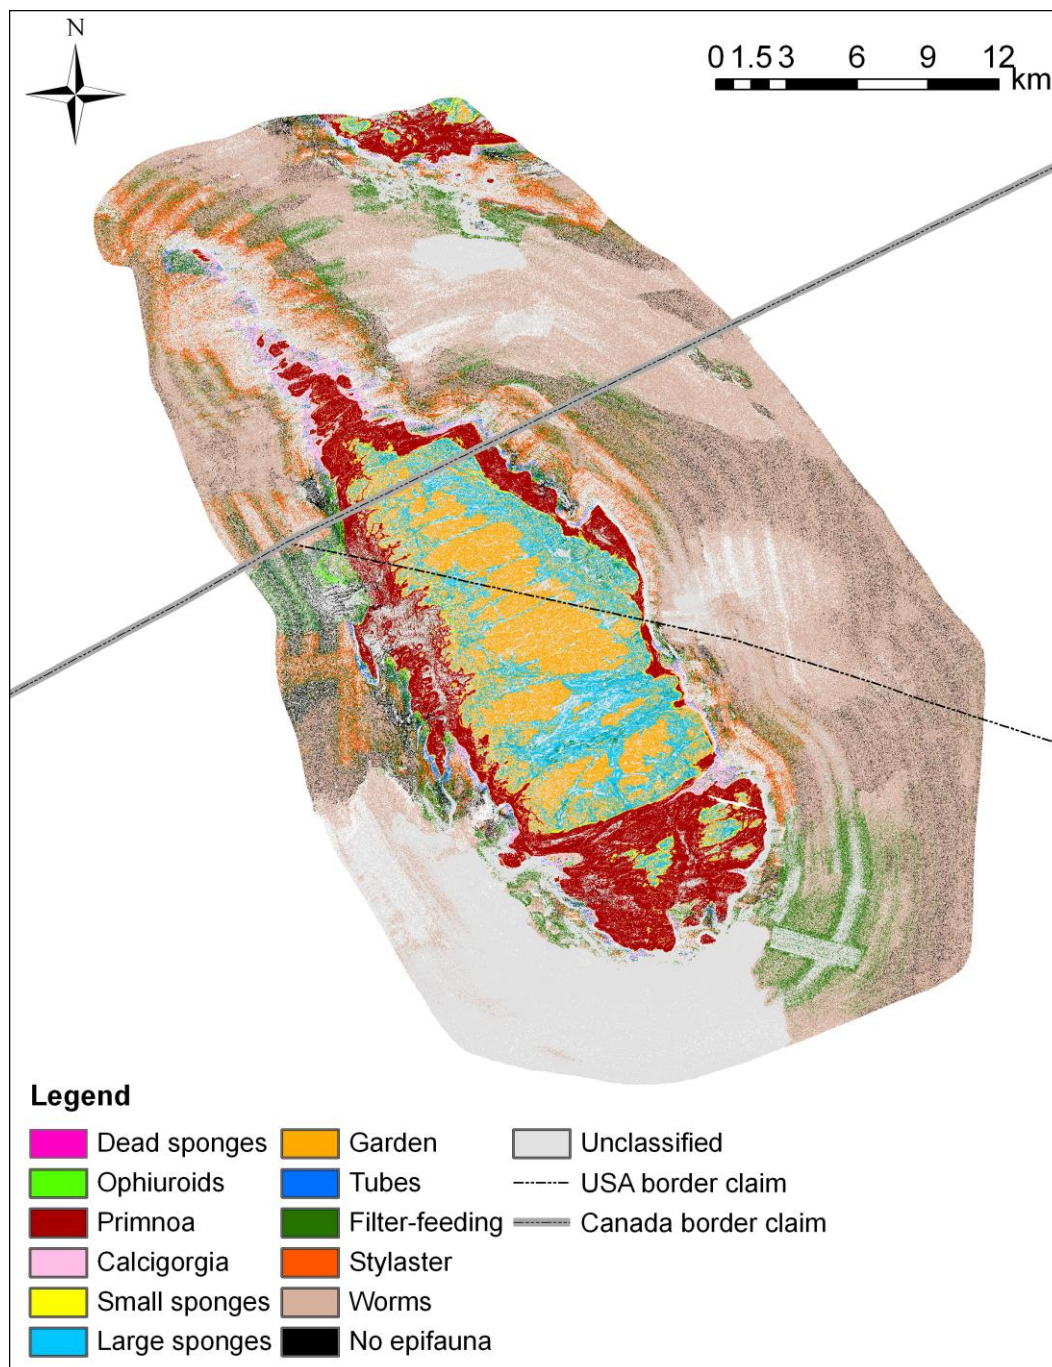 N
0 1.5 3 6 9 12
km
Legend
Dead sponges Garden Unclassified
Ophiuroids Tubes USA border claim
Primnoa Filter-feeding Canada border claim
Calcigorgia Stylaster
Small sponges Worms
Large sponges No epifauna